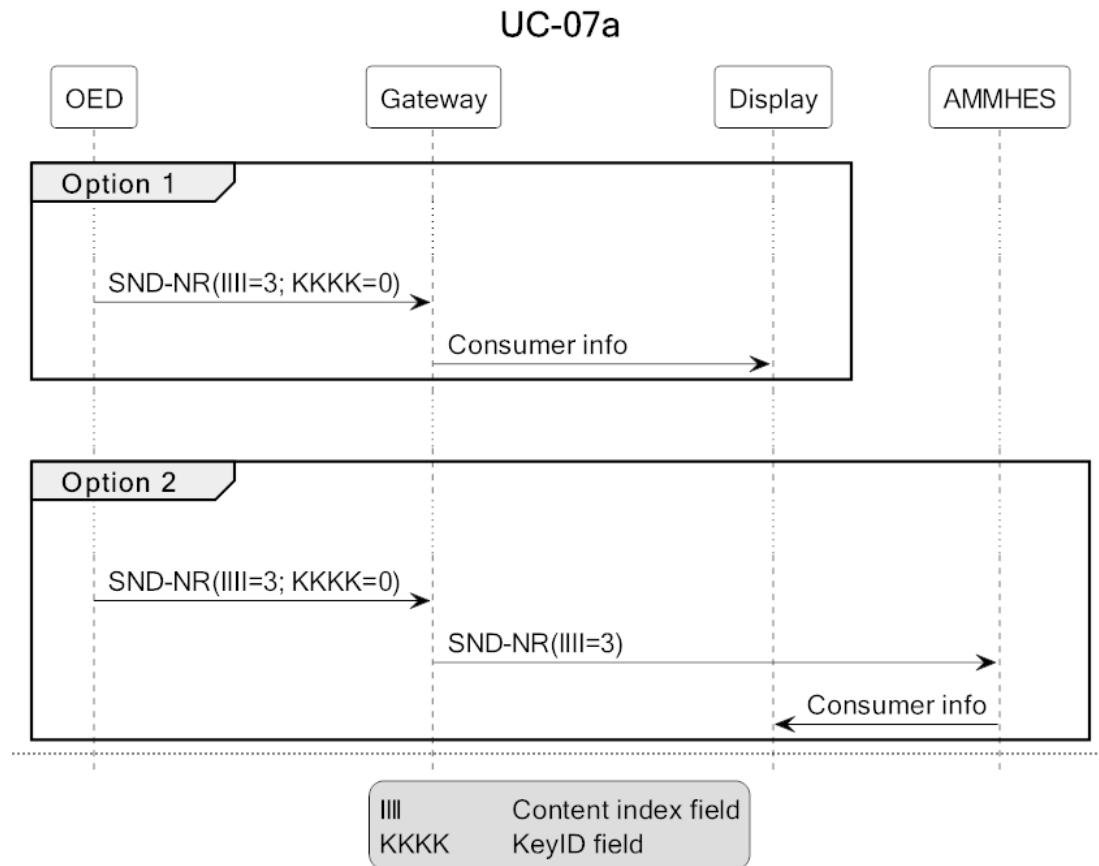 UC-07a
OED Gateway Display AMMHES
Option 1
SND-NR(IIII=3; KKKK=0)
Consumer info
Option 2
SND-NR(IIII=3; KKKK=0)
SND-NR(IIII=3)
Consumer info
IIII Content index field
KKKK KeyID field